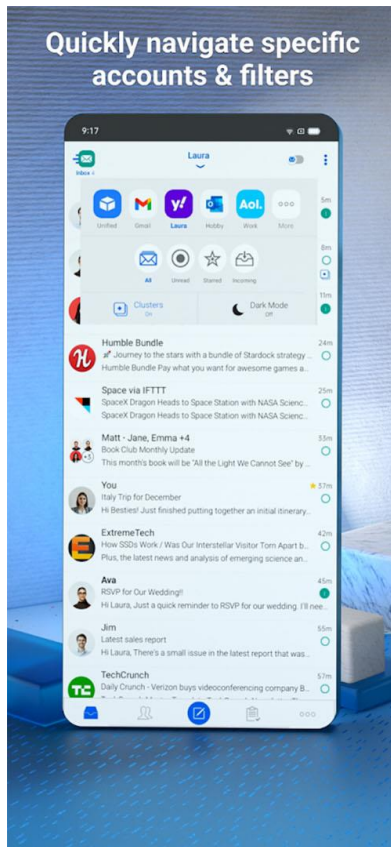 Quickly navigate specific
accounts & filters
9:17
Laura
Inbox
5m
Unified
Gmail
Laura
Hobby
Work
More
y!
Aol.
8m
All
Unread
Starred
Incoming
11m
Clusters
On
Dark Mode
Off
Humble Bundle
24m
Journey to the stars with a bundle of Stardock strategy ..
Humble Bundle Pay what you want for awesome games a...
Space via IFTTT
25m
SpaceX Dragon Heads to Space Station with NASA Scienc..
SpaceX Dragon Heads to Space Station with NASA Scienc...
Matt - Jane, Emma +4
33m
Book Club Monthly Update
+3
This month's book will be "All the Light We Cannot See" by ...
You
37m
Italy Trip for December
Hi Besties! Just finished putting together an initial itinerary...
ExtremeTech
42m
How SSDs Work / Was Our Interstellar Visitor Torn Apart b..
Plus, the latest news and analysis of emerging science an...
Ava
45m
RSVP for Our Wedding!!
Hi Laura, Just a quick reminder to RSVP for our wedding. I'll nee...
Jim
55m
Latest sales report
Hi Laura, There's a small issue in the latest report that was...
TechCrunch
57m
Daily Crunch - Verizon buys videoconferencing company B..